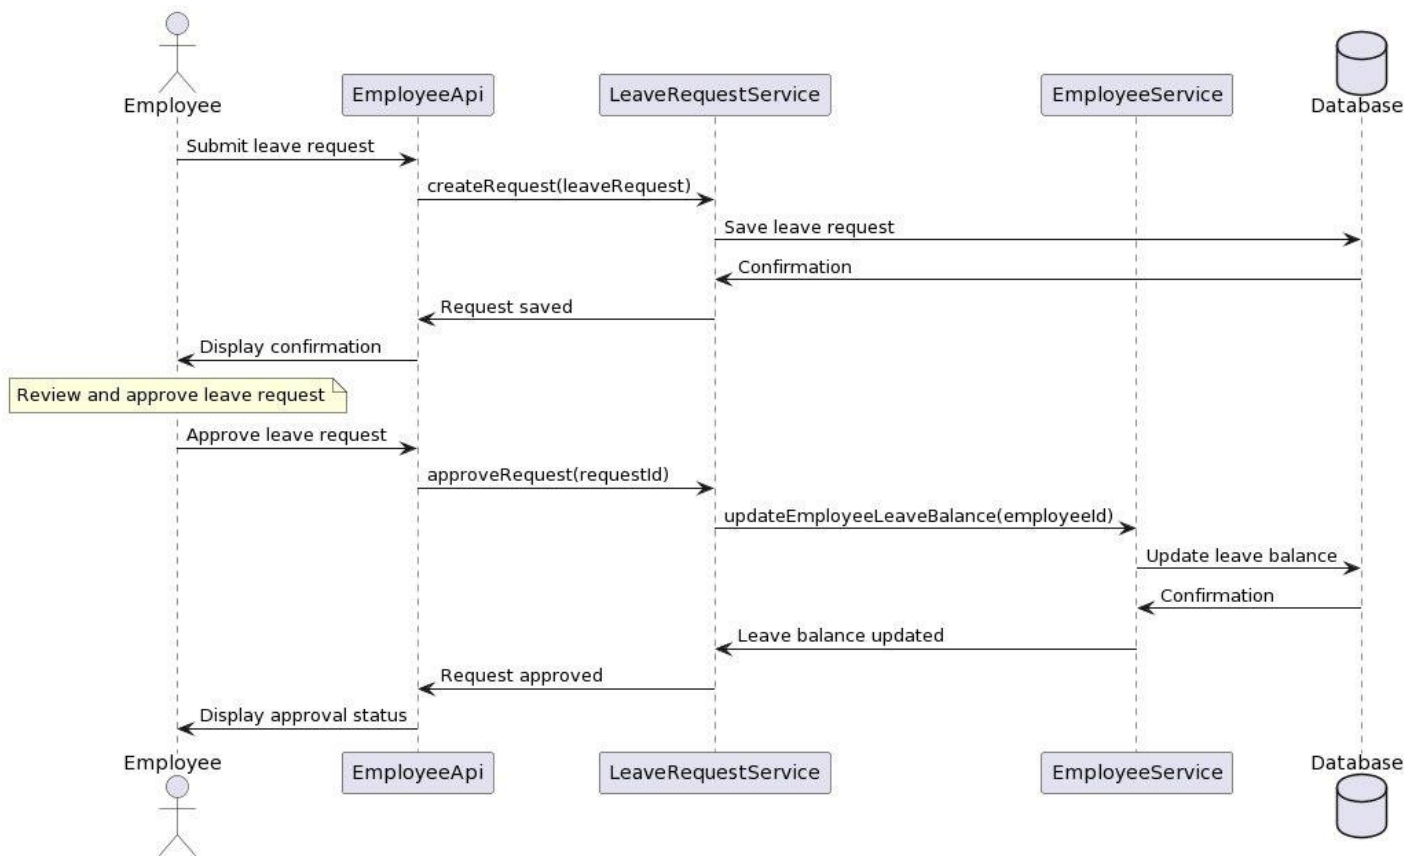 Employee
EmployeeApi
LeaveRequestService
EmployeeService
Database
Submit leave request
createRequest(leaveRequest)
Save leave request
Confirmation
Request saved
Display confirmation
Review and approve leave request
Approve leave request
approveRequest(requestId)
updateEmployeeLeaveBalance(employeeId)
Update leave balance
Confirmation
Leave balance updated
Request approved
Display approval status
Employee
EmployeeApi
LeaveRequestService
EmployeeService
Database